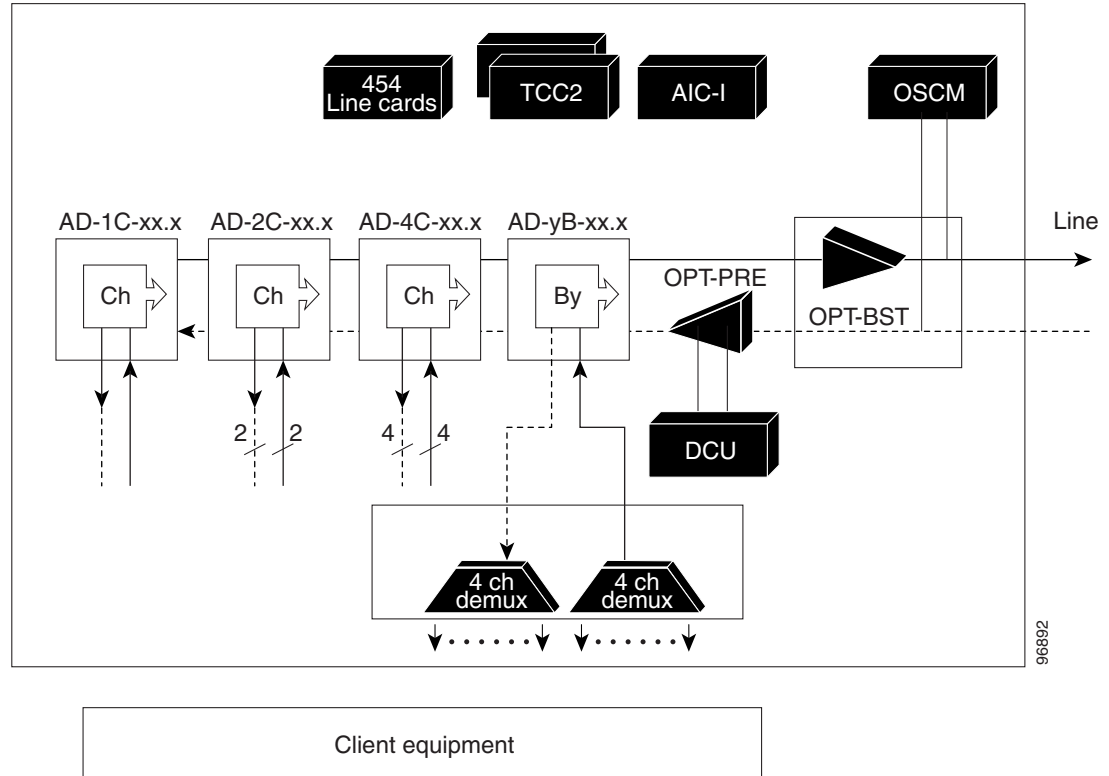 454
Line cards
TCC2
AIC-I
OSCM
AD-1C-xx.x
AD-2C-xx.x
AD-4C-xx.x
AD-yB-xx.x
Line
Ch
Ch
Ch
By
OPT-PRE
OPT-BST
2
2
4
4
DCU
4 ch
demux
4 ch
demux
96892
Client equipment